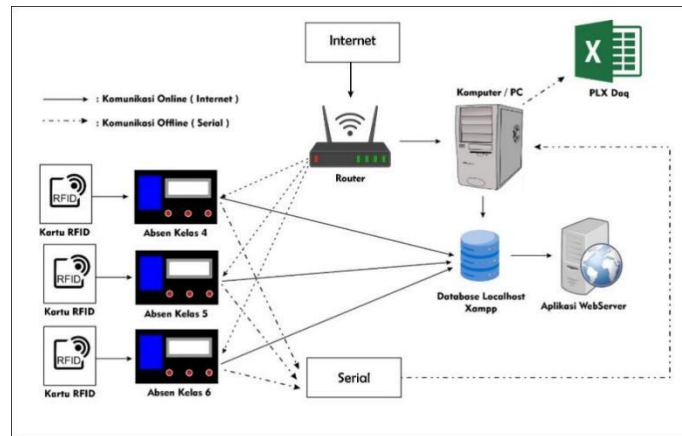 Internet
Komputer / PC
X
PLX Daq
: Komunikasi Online ( Internet )
: Komunikasi Offline ( Serial )
Router
RFID
Kartu RFID
Absen Kelas 4
RFID
Kartu RFID
Absen Kelas 5
Database Localhost
Xampp
Aplikasi WebServer
RFID
Kartu RFID
Absen Kelas 6
Serial